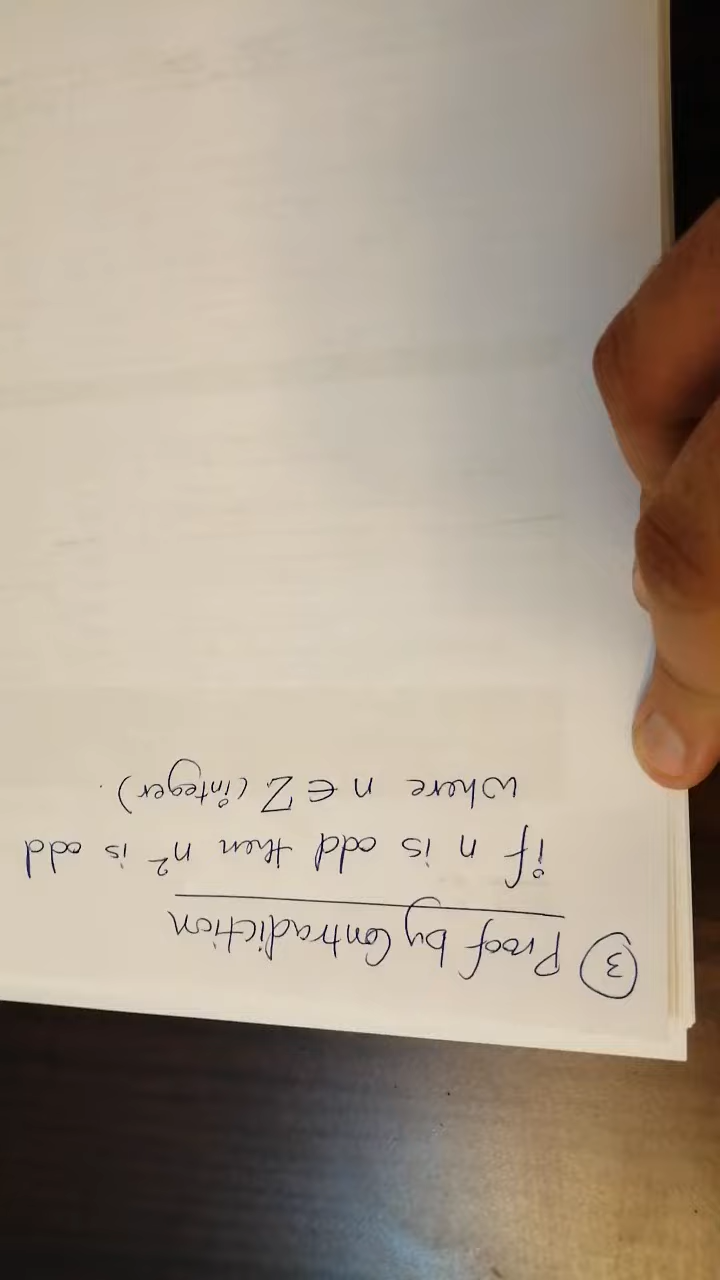 ③ Proof by Contradiction
if n is odd then n² is odd
where n ∈ Z (integer).